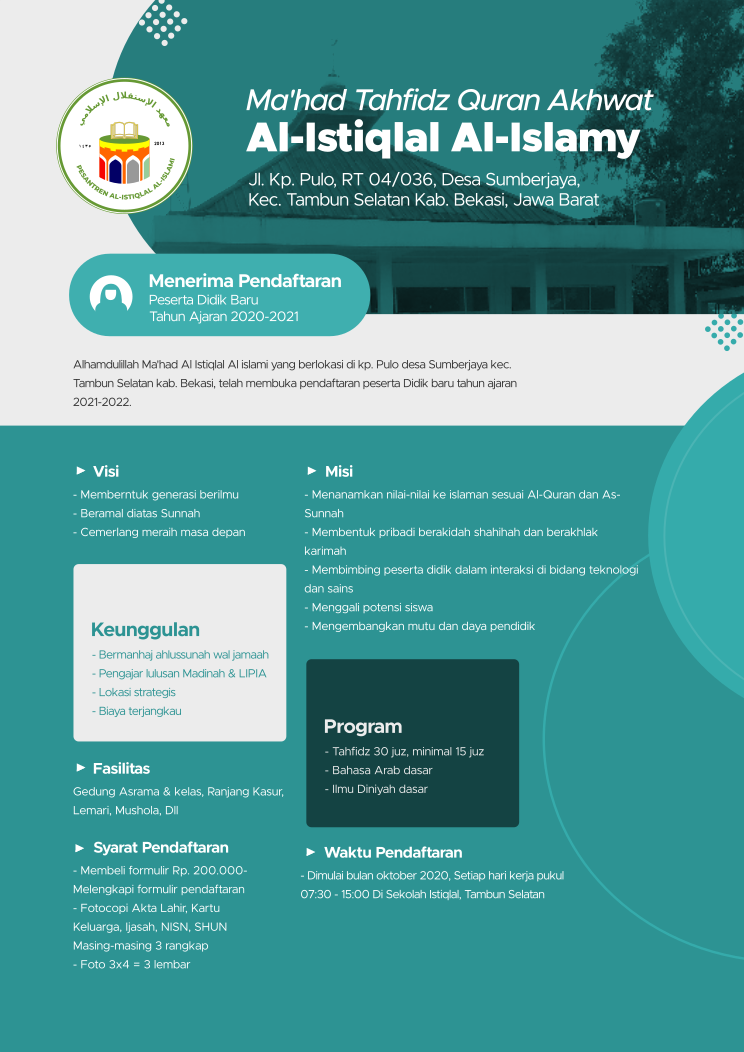 معهد الإستقلال الإسلامي
١٤٣٥
2013
PESANTREN AL-ISTIQLAL AL-ISLAMI
Ma'had Tahfidz Quran Akhwat
Al-Istiqlal Al-Islamy
Jl. Kp. Pulo, RT 04/036, Desa Sumberjaya,
Kec. Tambun Selatan Kab. Bekasi, Jawa Barat
Menerima Pendaftaran
Peserta Didik Baru
Tahun Ajaran 2020-2021
Alhamdulillah Ma'had Al Istiqlal Al islami yang berlokasi di kp. Pulo desa Sumberjaya kec.
Tambun Selatan kab. Bekasi, telah membuka pendaftaran peserta Didik baru tahun ajaran
2021-2022.
Visi
- Memberntuk generasi berilmu
- Beramal diatas Sunnah
- Cemerlang meraih masa depan
Misi
- Menanamkan nilai-nilai ke islaman sesuai Al-Quran dan As-
Sunnah
- Membentuk pribadi berakidah shahihah dan berakhlak
karimah
- Membimbing peserta didik dalam interaksi di bidang teknologi
dan sains
- Menggali potensi siswa
- Mengembangkan mutu dan daya pendidik
Keunggulan
- Bermanhaj ahlussunah wal jamaah
- Pengajar lulusan Madinah & LIPIA
- Lokasi strategis
- Biaya terjangkau
Program
- Tahfidz 30 juz, minimal 15 juz
- Bahasa Arab dasar
- Ilmu Diniyah dasar
Fasilitas
Gedung Asrama & kelas, Ranjang Kasur,
Lemari, Mushola, Dll
Syarat Pendaftaran
- Membeli formulir Rp. 200.000-
Melengkapi formulir pendaftaran
- Fotocopi Akta Lahir, Kartu
Keluarga, Ijasah, NISN, SHUN
Masing-masing 3 rangkap
- Foto 3x4 = 3 lembar
Waktu Pendaftaran
- Dimulai bulan oktober 2020, Setiap hari kerja pukul
07:30 - 15:00 Di Sekolah Istiqlal, Tambun Selatan